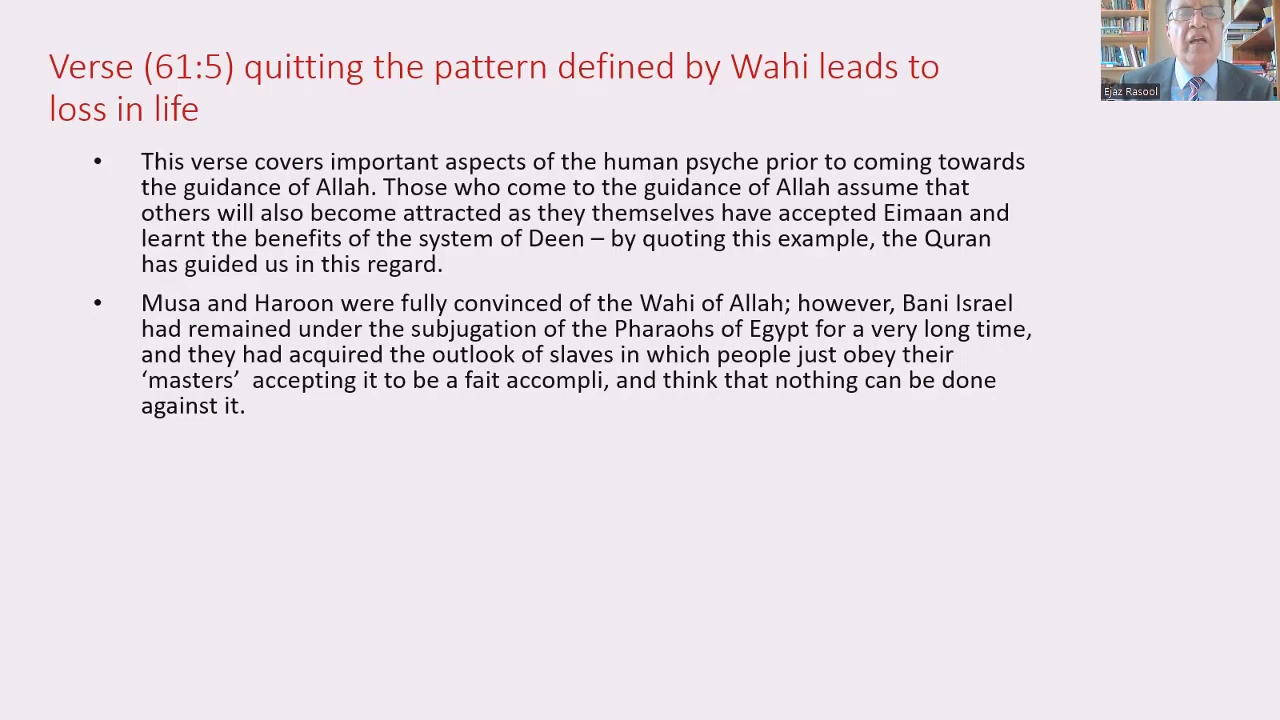 Verse (61:5) quitting the pattern defined by Wahi leads to
loss in life
Ejaz Rasool
• This verse covers important aspects of the human psyche prior to coming towards
the guidance of Allah. Those who come to the guidance of Allah assume that
others will also become attracted as they themselves have accepted Eimaan and
learnt the benefits of the system of Deen – by quoting this example, the Quran
has guided us in this regard.
• Musa and Haroon were fully convinced of the Wahi of Allah; however, Bani Israel
had remained under the subjugation of the Pharaohs of Egypt for a very long time,
and they had acquired the outlook of slaves in which people just obey their
‘masters’  accepting it to be a fait accompli, and think that nothing can be done
against it.